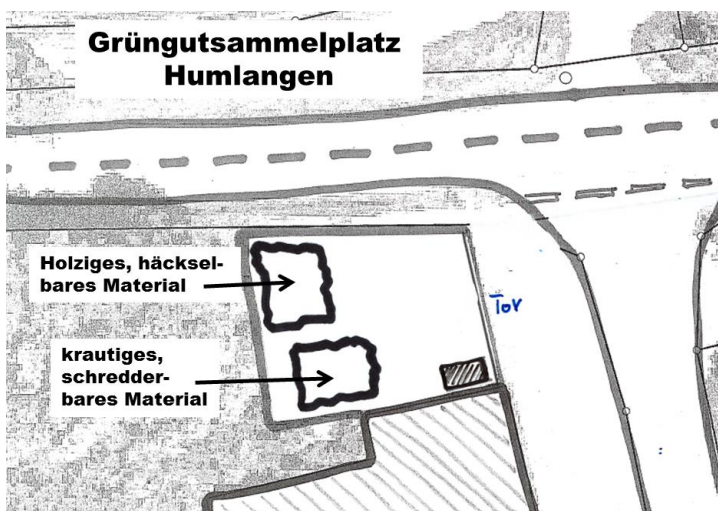 Grüngutsammelplatz
Humlangen
Holziges, häcksel-
bares Material
Tor
krautiges,
schredder-
bares Material